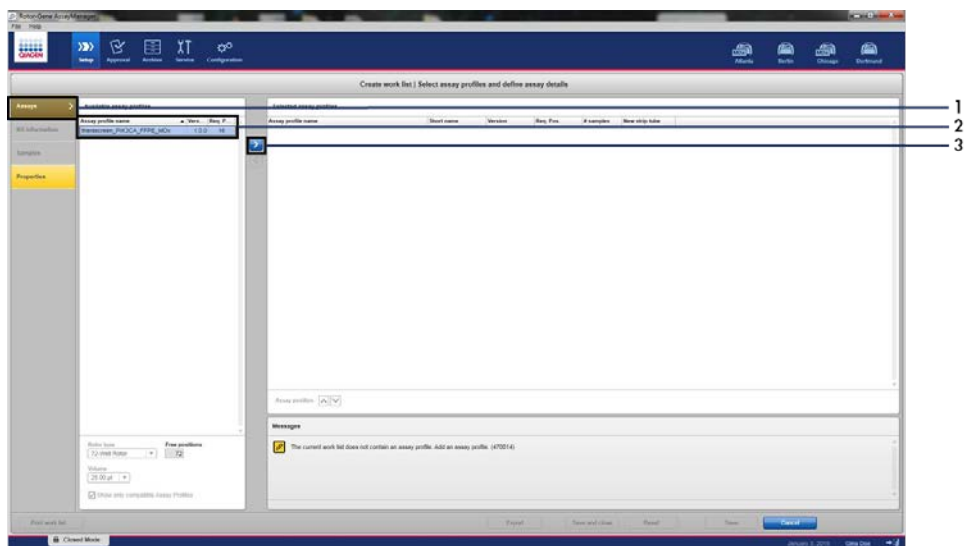 Rotor-Gene AssayManager
File Help
QIAGEN
Setup Approval Archive Service Configuration
Atlanta Berlin Chicago Dortmund
Create work list | Select assay profiles and define assay details
Assays
Available assay profiles
Selected assay profiles
1
Assay profile name Vers. Req. P...
Assay profile name Short name Version Req. Pos. # samples New strip tube
Kit information
therascreen_PIK3CA_FFPE_MDx 1.0.0 16
2
3
Samples
Properties
Assay position
Messages
The current work list does not contain an assay profile. Add an assay profile. (470014)
Rotor type Free positions
72-Well Rotor 72
Volume
25.00 µl
Show only compatible Assay Profiles
Print work list
Export Save and close Reset Save Cancel
Closed Mode
January 3, 2019